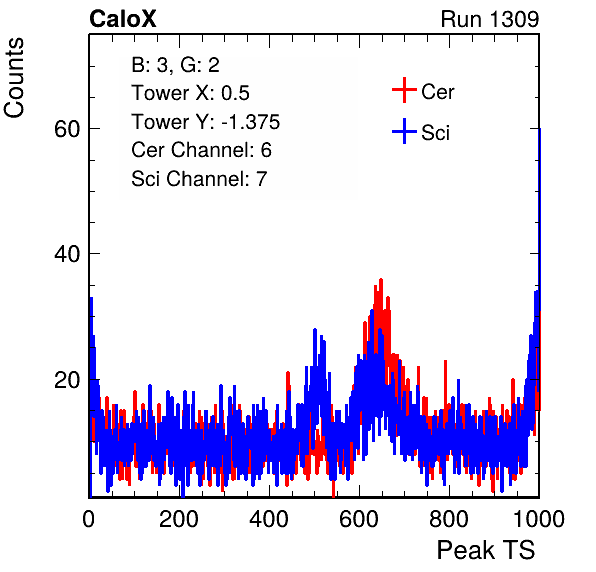 CaloX Run 1309
Counts
B: 3, G: 2
Tower X: 0.5
Tower Y: -1.375
Cer Channel: 6
Sci Channel: 7
Cer
Sci
60
40
20
0 200 400 600 800 1000
Peak TS